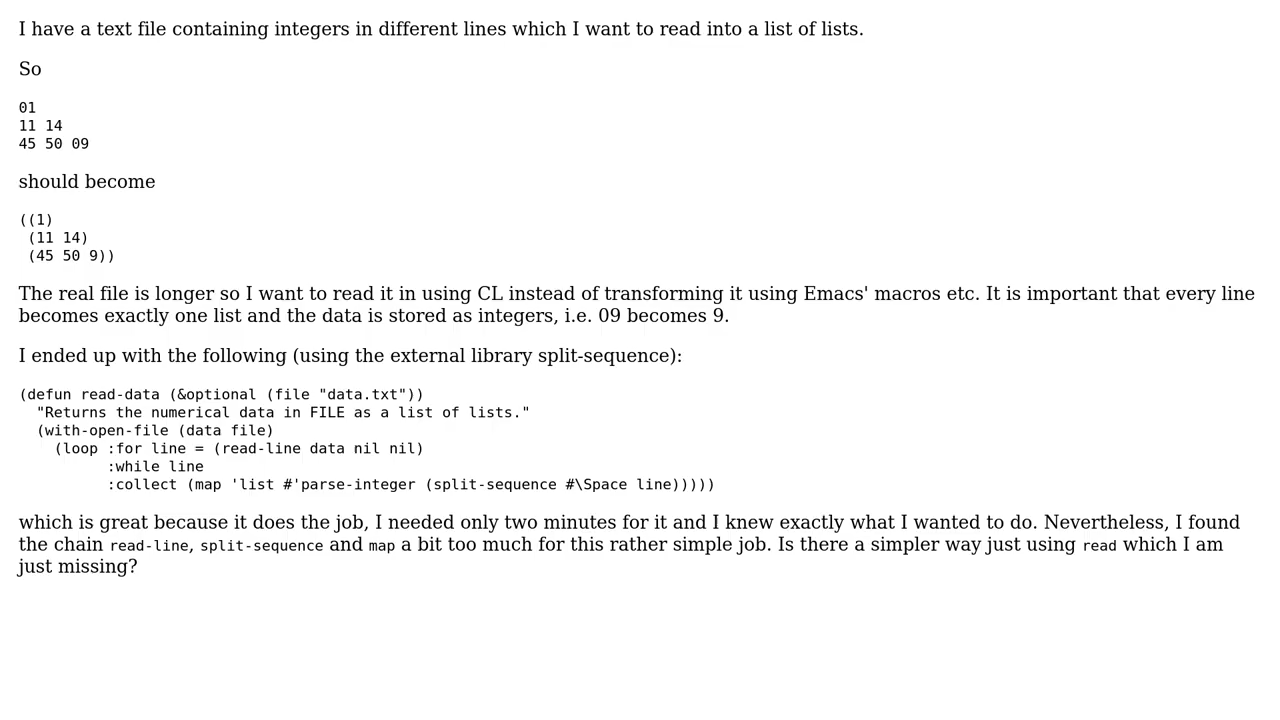 I have a text file containing integers in different lines which I want to read into a list of lists.
So
01
11 14
45 50 09
should become
((1)
 (11 14)
 (45 50 9))
The real file is longer so I want to read it in using CL instead of transforming it using Emacs' macros etc. It is important that every line
becomes exactly one list and the data is stored as integers, i.e. 09 becomes 9.
I ended up with the following (using the external library split-sequence):
(defun read-data (&optional (file "data.txt"))
  "Returns the numerical data in FILE as a list of lists."
  (with-open-file (data file)
    (loop :for line = (read-line data nil nil)
          :while line
          :collect (map 'list #'parse-integer (split-sequence #\Space line)))))
which is great because it does the job, I needed only two minutes for it and I knew exactly what I wanted to do. Nevertheless, I found
the chain read-line, split-sequence and map a bit too much for this rather simple job. Is there a simpler way just using read which I am
just missing?